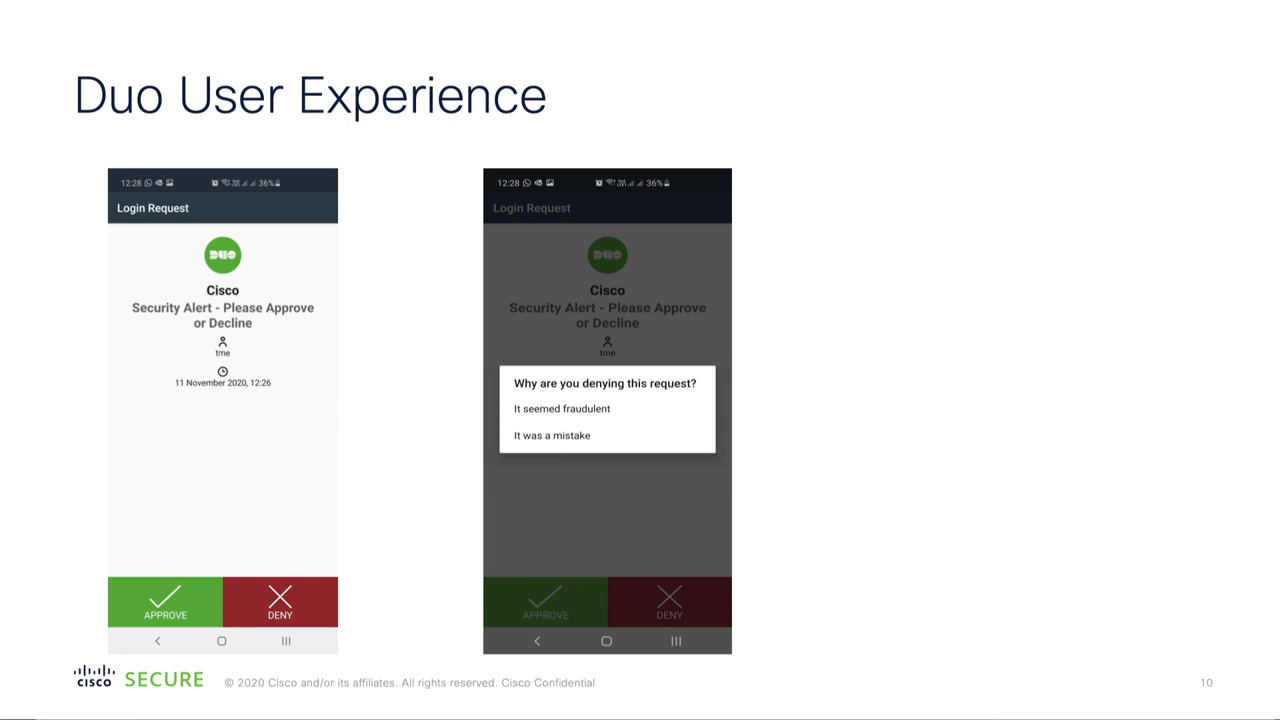 Duo User Experience
12:28 36%
Login Request
DUO
Cisco
Security Alert - Please Approve
or Decline
tme
11 November 2020, 12:26
APPROVE DENY
12:28 36%
Login Request
DUO
Cisco
Security Alert - Please Approve
or Decline
tme
Why are you denying this request?
It seemed fraudulent
It was a mistake
APPROVE DENY
CISCO SECURE © 2020 Cisco and/or its affiliates. All rights reserved. Cisco Confidential 10